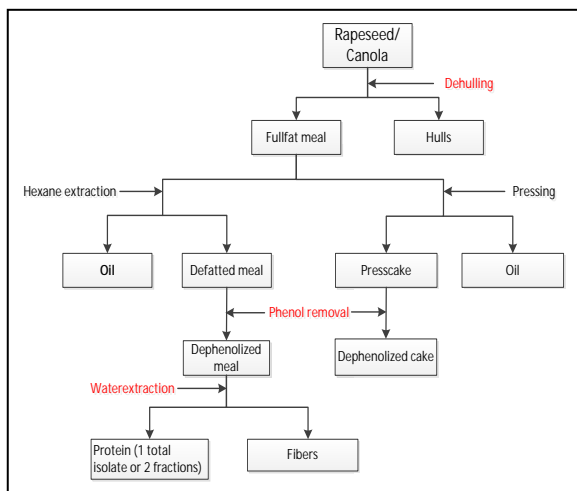 Rapeseed/
Canola
Dehulling
Fullfat meal
Hulls
Hexane extraction
Pressing
Oil
Defatted meal
Presscake
Oil
Phenol removal
Dephenolized
meal
Dephenolized cake
Waterextraction
Protein (1 total
isolate or 2 fractions)
Fibers